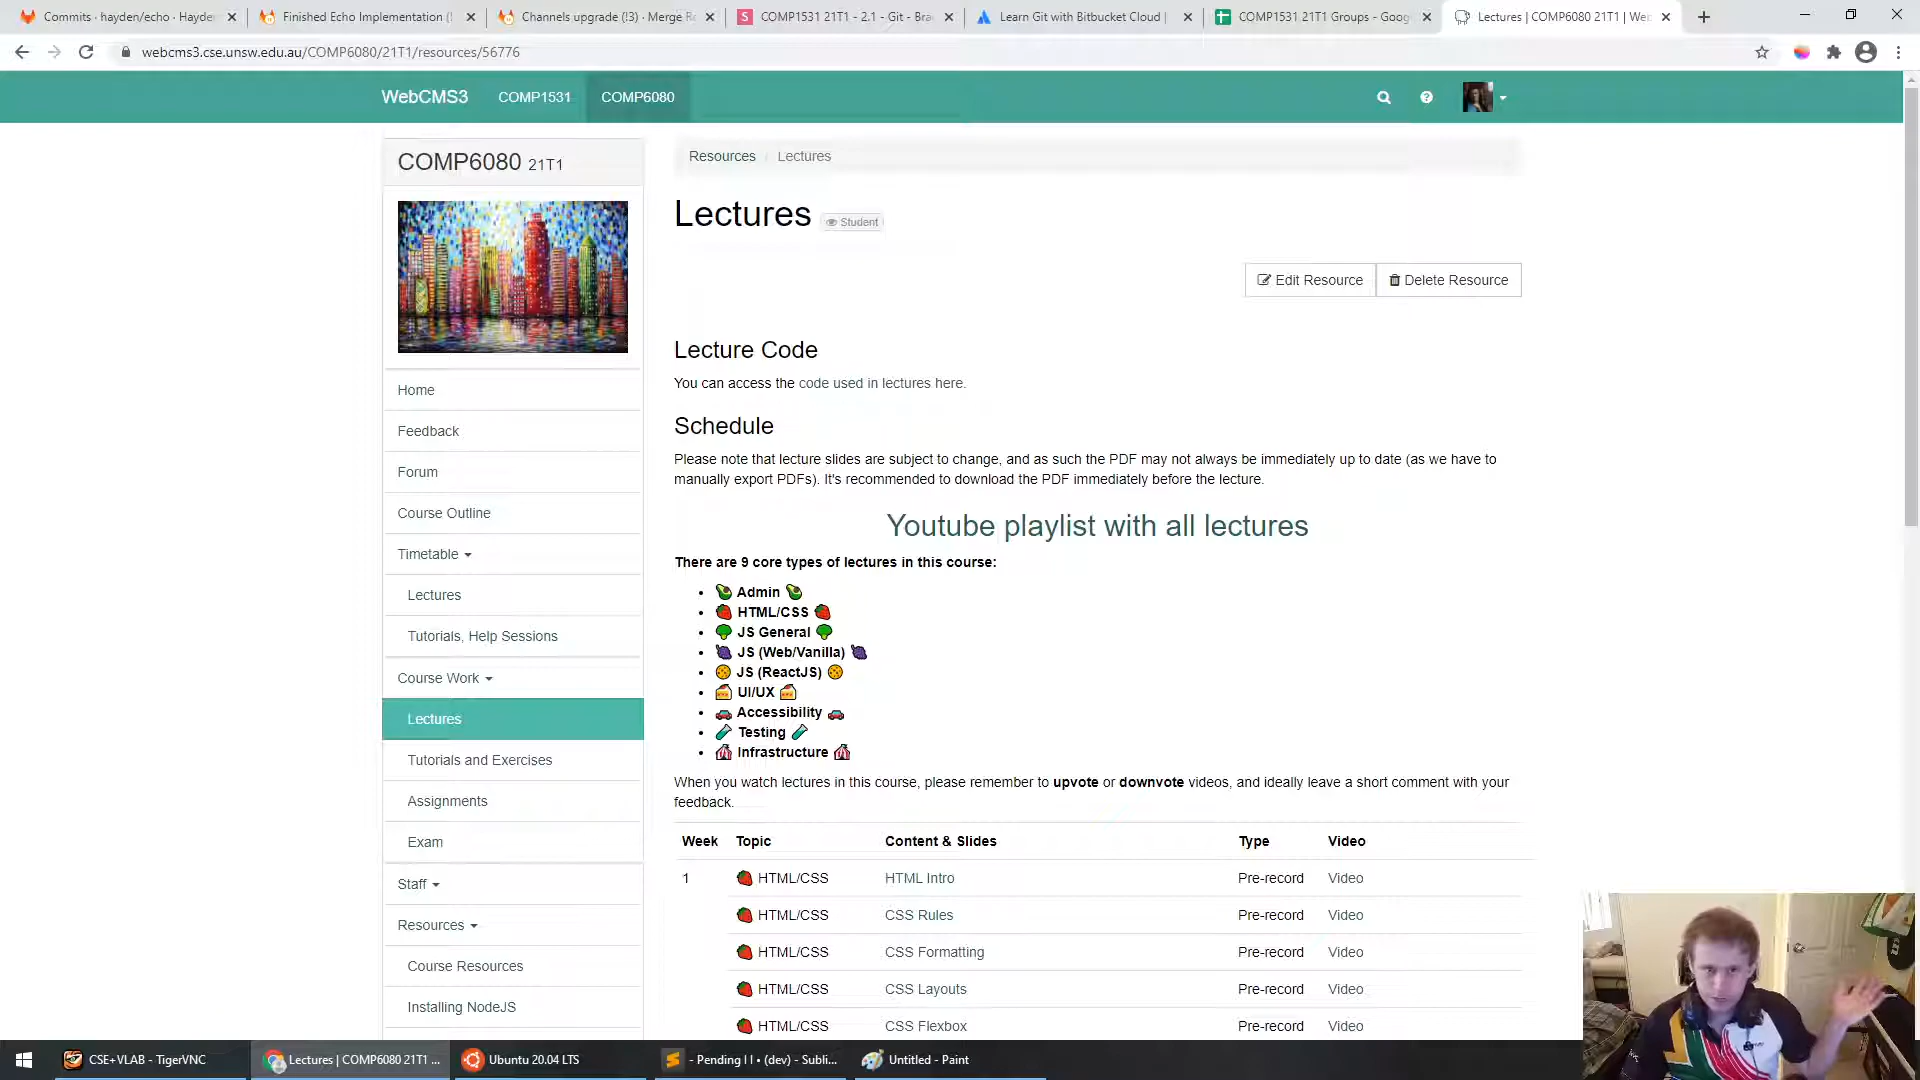 Commits · hayden/echo · Hayde
Finished Echo Implementation (
Channels upgrade (!3) · Merge Re
COMP1531 21T1 - 2.1 - Git - Bra
Learn Git with Bitbucket Cloud |
COMP1531 21T1 Groups - Goog
Lectures | COMP6080 21T1 | We
webcms3.cse.unsw.edu.au/COMP6080/21T1/resources/56776
WebCMS3
COMP1531
COMP6080
COMP6080 21T1
Home
Feedback
Forum
Course Outline
Timetable
Lectures
Tutorials, Help Sessions
Course Work
Lectures
Tutorials and Exercises
Assignments
Exam
Staff
Resources
Course Resources
Installing NodeJS
Resources / Lectures
Lectures Student
Edit Resource
Delete Resource
Lecture Code
You can access the code used in lectures here.
Schedule
Please note that lecture slides are subject to change, and as such the PDF may not always be immediately up to date (as we have to
manually export PDFs). It's recommended to download the PDF immediately before the lecture.
Youtube playlist with all lectures
There are 9 core types of lectures in this course:
• 🥑 Admin 🥑
• 🍓 HTML/CSS 🍓
• 🥦 JS General 🥦
• 🍇 JS (Web/Vanilla) 🍇
• 🍪 JS (ReactJS) 🍪
• 🍰 UI/UX 🍰
• 🚗 Accessibility 🚗
• 🧪 Testing 🧪
• 🎪 Infrastructure 🎪
When you watch lectures in this course, please remember to upvote or downvote videos, and ideally leave a short comment with your
feedback.
Week Topic Content & Slides Type Video
1 🍓 HTML/CSS HTML Intro Pre-record Video
🍓 HTML/CSS CSS Rules Pre-record Video
🍓 HTML/CSS CSS Formatting Pre-record Video
🍓 HTML/CSS CSS Layouts Pre-record Video
🍓 HTML/CSS CSS Flexbox Pre-record Video
CSE+VLAB - TigerVNC
Lectures | COMP6080 21T1 ...
Ubuntu 20.04 LTS
- Pending I I • (dev) - Subli...
Untitled - Paint